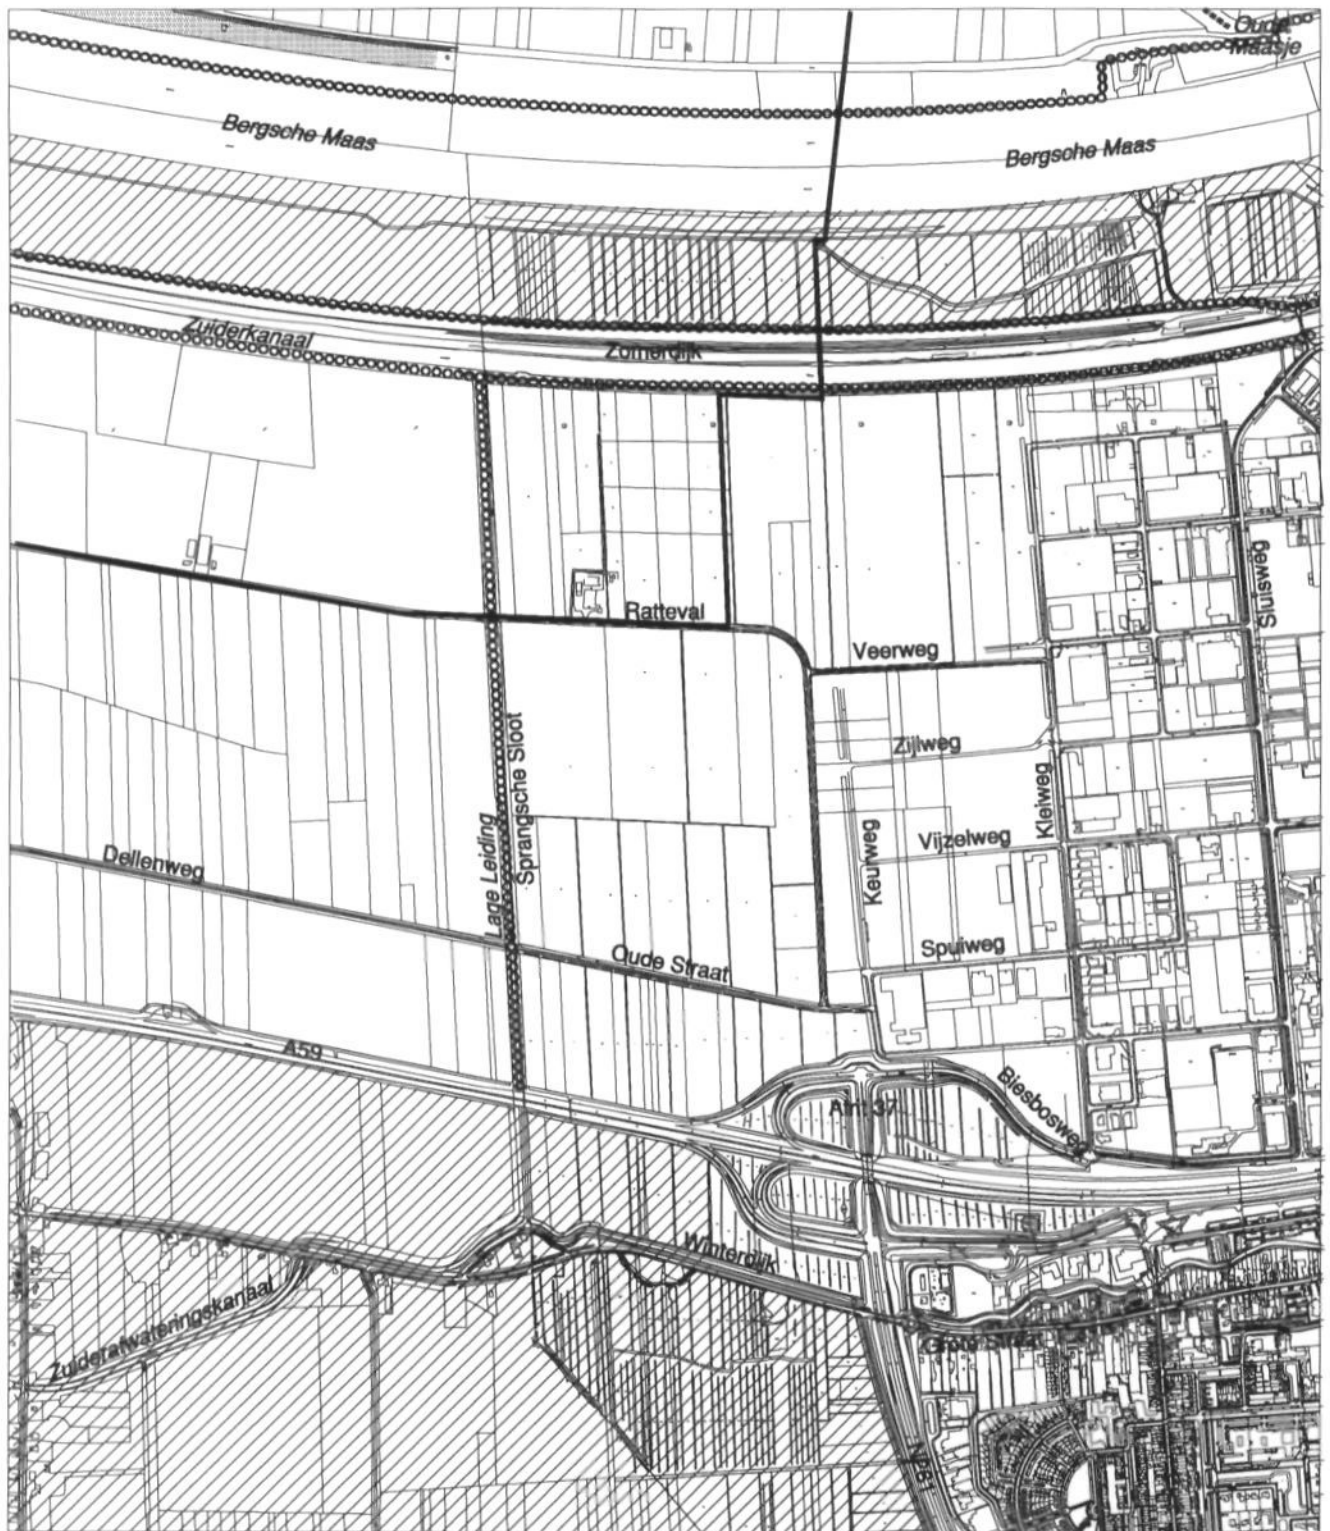 Oude
Maasje
Bergsche Maas
Bergsche Maas
Zuiderkanaal
Zomerdijk
Sluisweg
Ratteval
Veerweg
Zijlweg
Sprangsche Sloot
Kleiweg
Lage Leiding
Keurweg
Vijzelweg
Dellenweg
Spuiweg
Oude Straat
A59
Biesbosweg
Afrit 37
Winterdijk
Zuiderafwateringskanaal
Grote Straat
N261